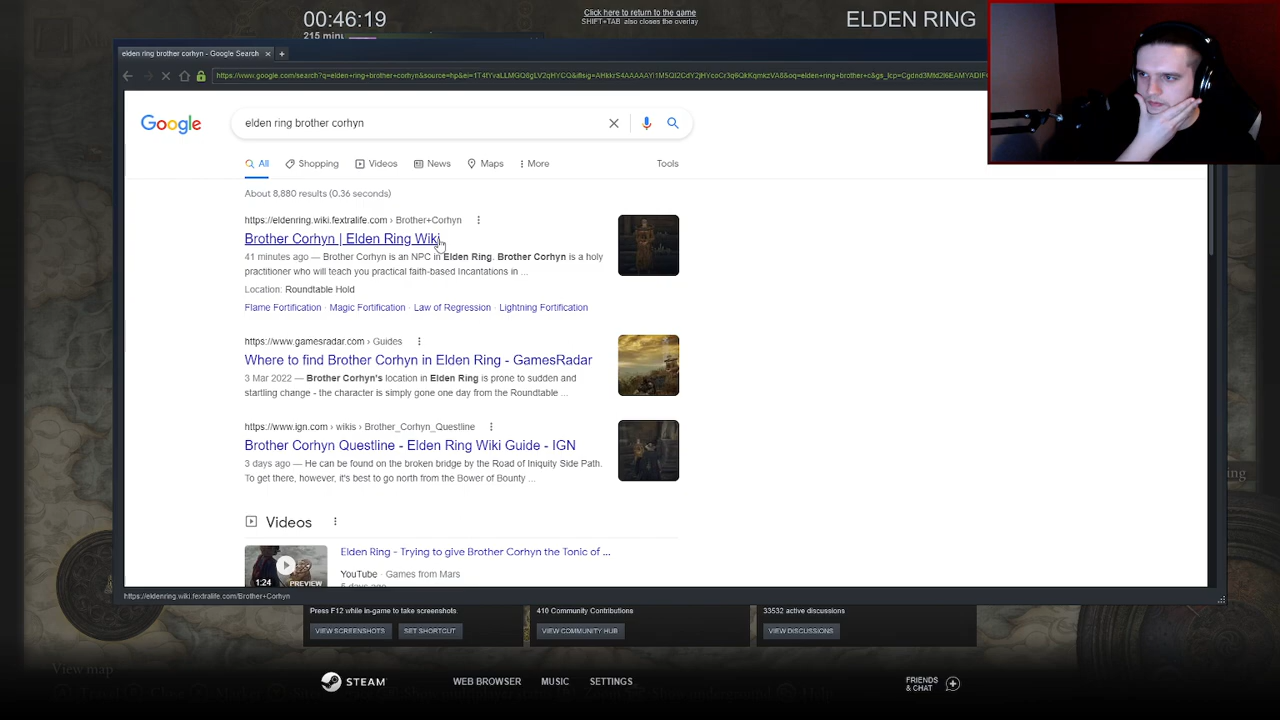 00:46:19
Click here to return to the game
SHIFT+TAB also closes the overlay
ELDEN RING
elden ring brother corhyn - Google Search
Google
elden ring brother corhyn
All
Shopping
Videos
News
Maps
More
Tools
About 8,880 results (0.36 seconds)
https://eldenring.wiki.fextralife.com › Brother+Corhyn
Brother Corhyn | Elden Ring Wiki
41 minutes ago — Brother Corhyn is an NPC in Elden Ring. Brother Corhyn is a holy
practitioner who will teach you practical faith-based Incantations in ...
Location: Roundtable Hold
Flame Fortification · Magic Fortification · Law of Regression · Lightning Fortification
https://www.gamesradar.com › Guides
Where to find Brother Corhyn in Elden Ring - GamesRadar
3 Mar 2022 — Brother Corhyn's location in Elden Ring is prone to sudden and
startling change - the character is simply gone one day from the Roundtable ...
https://www.ign.com › wikis › Brother_Corhyn_Questline
Brother Corhyn Questline - Elden Ring Wiki Guide - IGN
3 days ago — He can be found on the broken bridge by the Road of Iniquity Side Path.
To get there, however, it's best to go north from the Bower of Bounty ...
Videos
Elden Ring - Trying to give Brother Corhyn the Tonic of ...
1:24
PREVIEW
YouTube · Games from Mars
5 days ago
https://eldenring.wiki.fextralife.com/Brother+Corhyn
Press F12 while in-game to take screenshots
410 Community Contributions
33532 active discussions
VIEW SCREENSHOTS
SET SHORTCUT
VIEW COMMUNITY HUB
VIEW DISCUSSIONS
View map
STEAM
WEB BROWSER
MUSIC
SETTINGS
FRIENDS
& CHAT